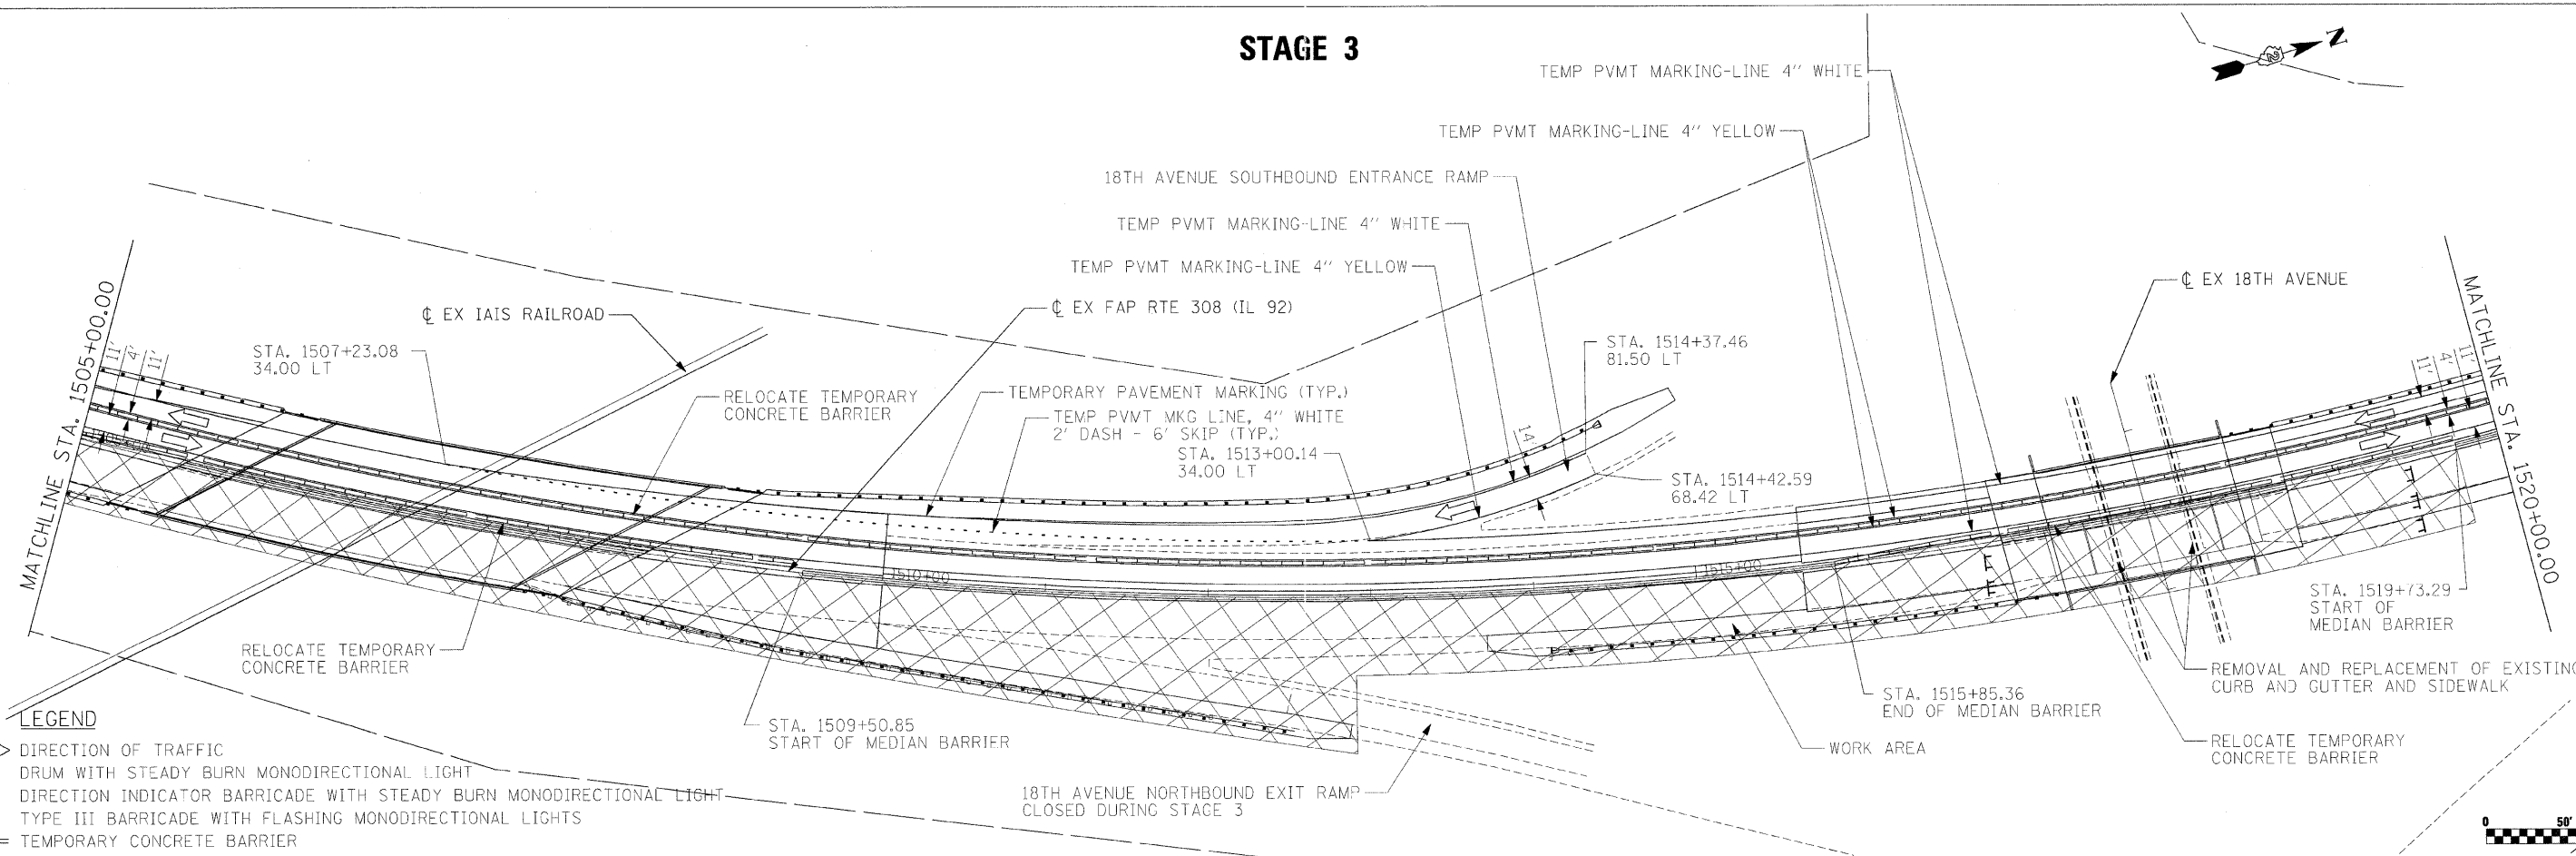 STAGE 3
N
TEMP PVMT MARKING-LINE 4" WHITE
TEMP PVMT MARKING-LINE 4" YELLOW
18TH AVENUE SOUTHBOUND ENTRANCE RAMP
TEMP PVMT MARKING-LINE 4" WHITE
TEMP PVMT MARKING-LINE 4" YELLOW
℄ EX FAP RTE 308 (IL 92)
℄ EX IAIS RAILROAD
℄ EX 18TH AVENUE
MATCHLINE STA. 1505+00.00
MATCHLINE STA. 1520+00.00
11'
4'
11'
STA. 1507+23.08
34.00 LT
RELOCATE TEMPORARY
CONCRETE BARRIER
TEMPORARY PAVEMENT MARKING (TYP.)
TEMP PVMT MKG LINE, 4" WHITE
2' DASH - 6' SKIP (TYP.)
STA. 1513+00.14
34.00 LT
STA. 1514+37.46
81.50 LT
14'
STA. 1514+42.59
68.42 LT
11'
4'
11'
1510+00
1515+00
RELOCATE TEMPORARY
CONCRETE BARRIER
STA. 1509+50.85
START OF MEDIAN BARRIER
18TH AVENUE NORTHBOUND EXIT RAMP
CLOSED DURING STAGE 3
STA. 1515+85.36
END OF MEDIAN BARRIER
WORK AREA
STA. 1519+73.29
START OF
MEDIAN BARRIER
REMOVAL AND REPLACEMENT OF EXISTING
CURB AND GUTTER AND SIDEWALK
RELOCATE TEMPORARY
CONCRETE BARRIER
LEGEND
DIRECTION OF TRAFFIC
DRUM WITH STEADY BURN MONODIRECTIONAL LIGHT
DIRECTION INDICATOR BARRICADE WITH STEADY BURN MONODIRECTIONAL LIGHT
TYPE III BARRICADE WITH FLASHING MONODIRECTIONAL LIGHTS
TEMPORARY CONCRETE BARRIER
0 50'